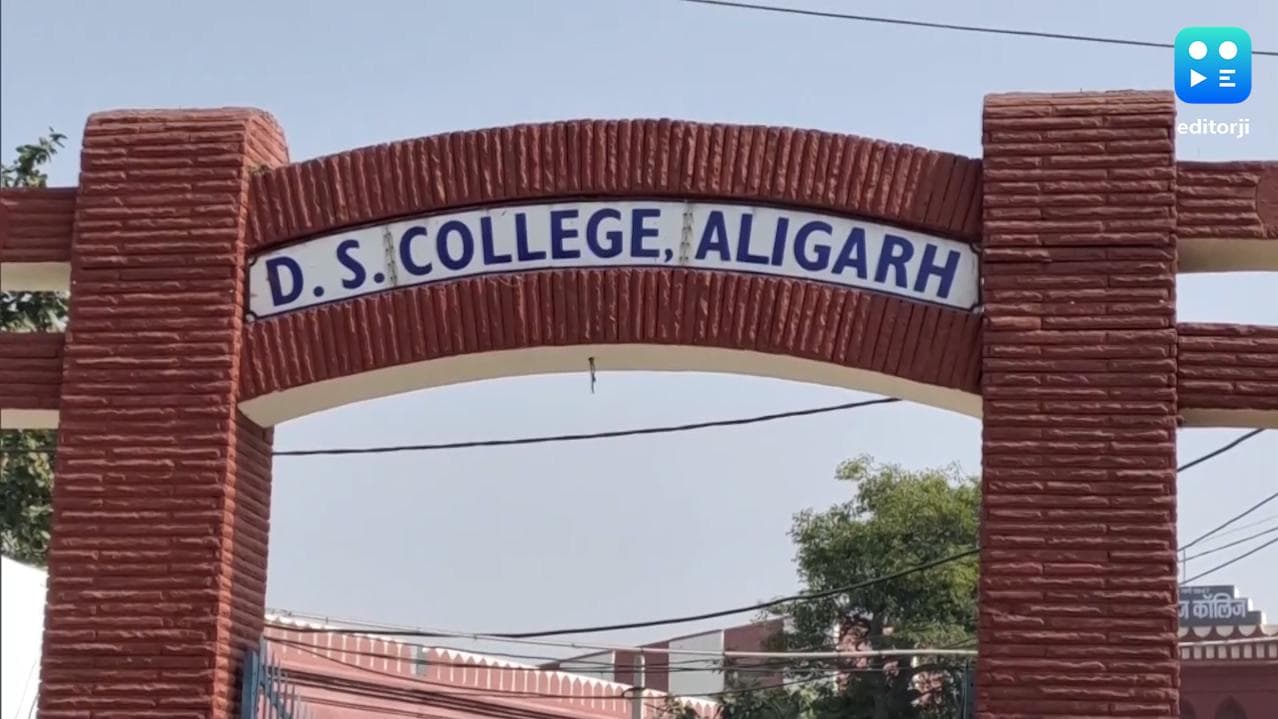 D. S. COLLEGE, ALIGARH
editorji
कॉलिज